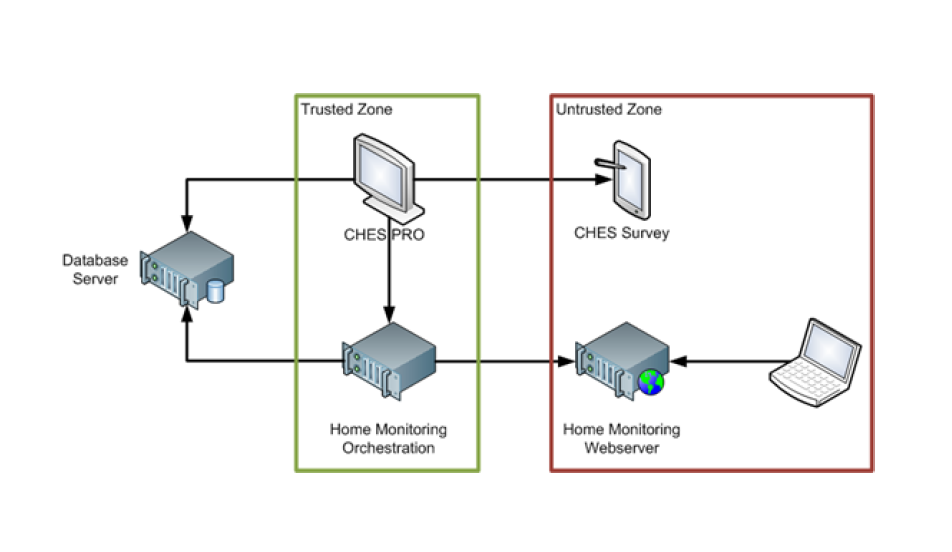 Trusted Zone
Untrusted Zone
CHES PRO
CHES Survey
Database
Server
Home Monitoring
Orchestration
Home Monitoring
Webserver